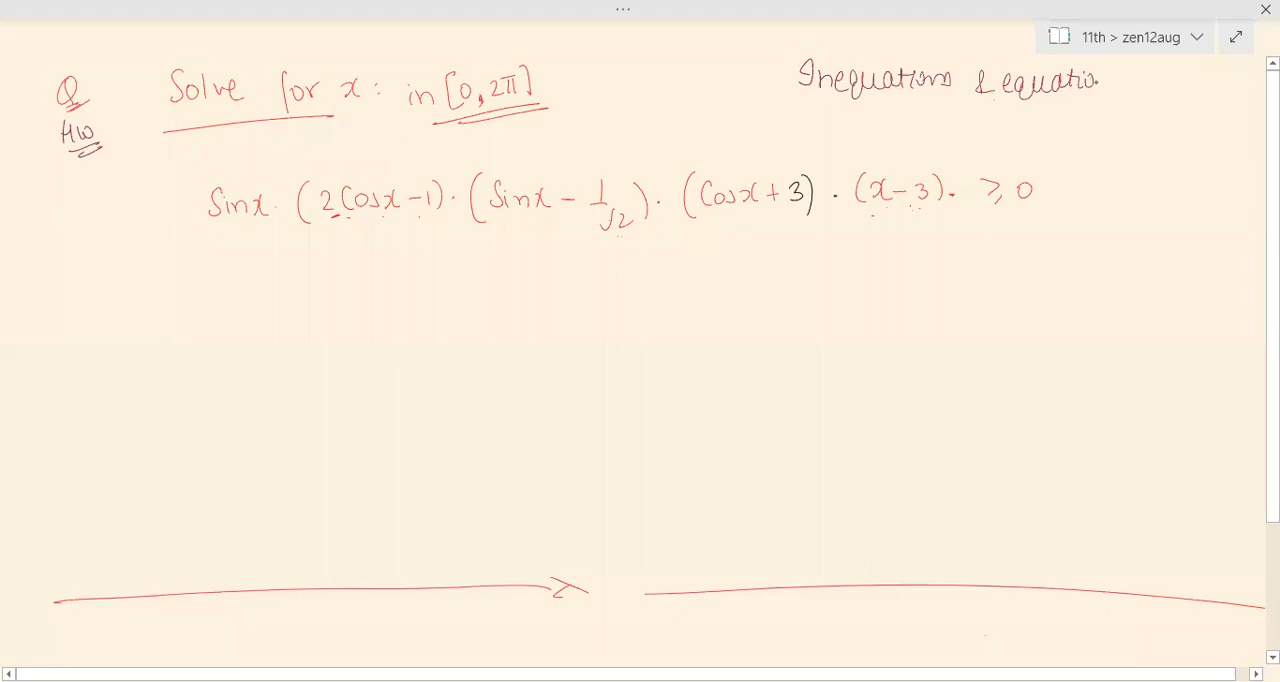 11th > zen12aug
Q Solve for x : in [0, 2π] Inequations & equatio
HW
Sinx. (2Cosx-1). (Sinx - 1/√2). (Cosx+3) . (x-3). ≥ 0